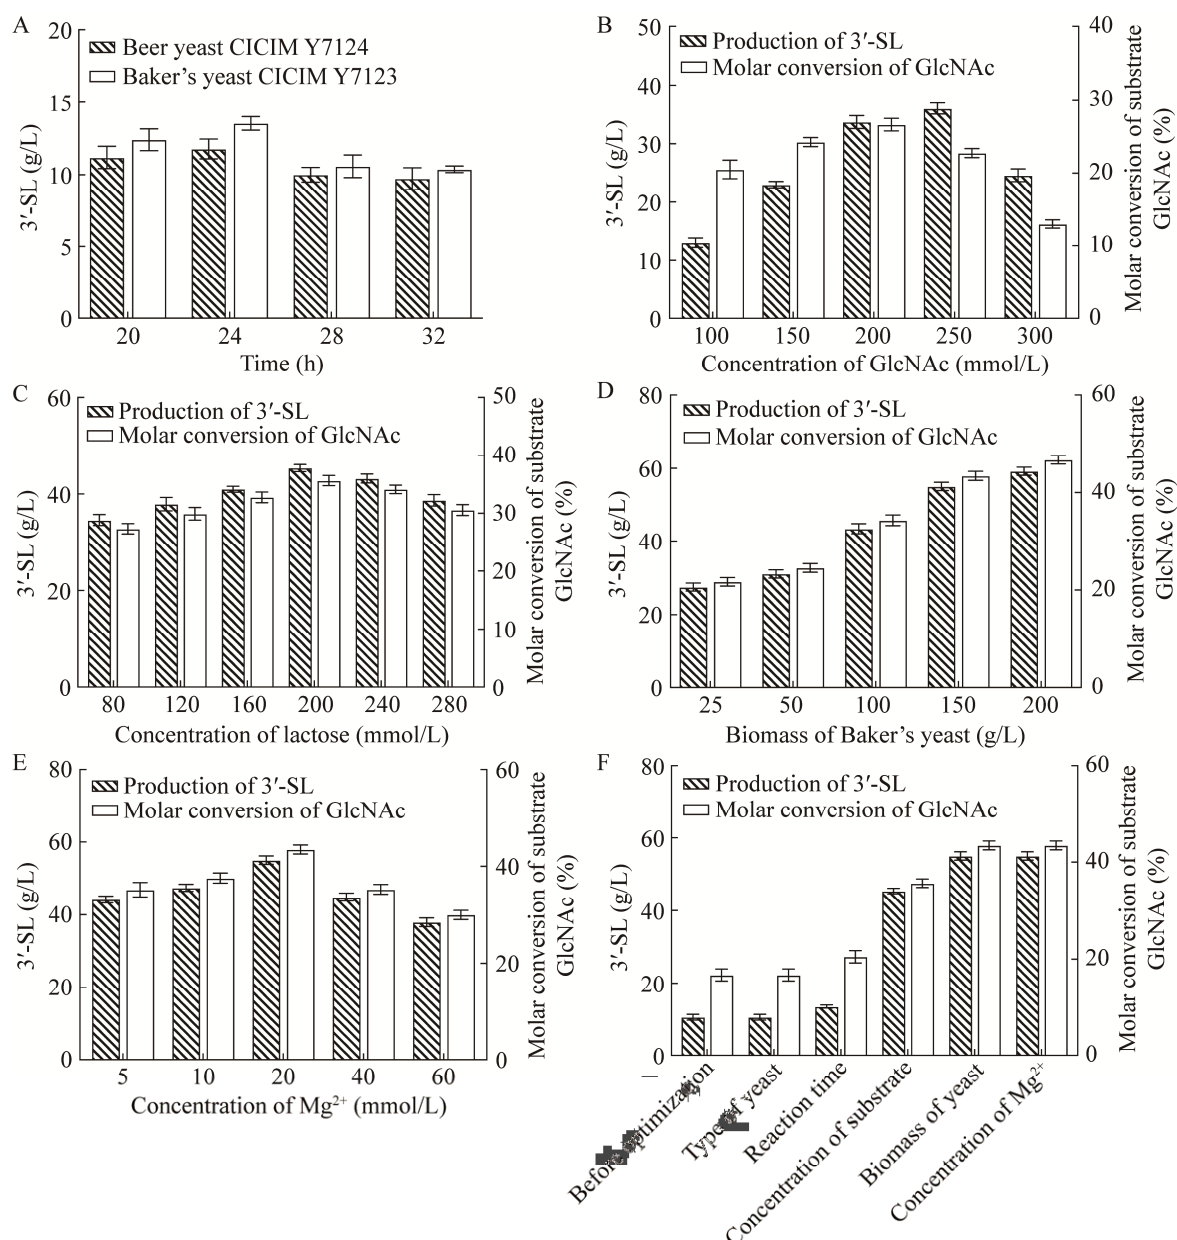 A
20
15
10
5
0
3′-SL (g/L)
Beer yeast CICIM Y7124
Baker’s yeast CICIM Y7123
20 24 28 32
Time (h)
B
50
40
30
20
10
0
3′-SL (g/L)
Production of 3′-SL
Molar conversion of GlcNAc
40
30
20
10
0
Molar conversion of substrate
GlcNAc (%)
100 150 200 250 300
Concentration of GlcNAc (mmol/L)
C
60
40
20
0
3′-SL (g/L)
Production of 3′-SL
Molar conversion of GlcNAc
50
40
30
20
10
0
Molar conversion of substrate
GlcNAc (%)
80 120 160 200 240 280
Concentration of lactose (mmol/L)
D
80
60
40
20
0
3′-SL (g/L)
Production of 3′-SL
Molar conversion of GlcNAc
60
40
20
0
Molar conversion of substrate
GlcNAc (%)
25 50 100 150 200
Biomass of Baker’s yeast (g/L)
E
80
60
40
20
0
3′-SL (g/L)
Production of 3′-SL
Molar conversion of GlcNAc
60
40
20
0
Molar conversion of substrate
GlcNAc (%)
5 10 20 40 60
Concentration of Mg²⁺ (mmol/L)
F
80
60
40
20
0
3′-SL (g/L)
Production of 3′-SL
Molar convcrsion of GlcNAc
60
40
20
0
Molar conversion of substrate
GlcNAc (%)
Before optimization
Type of yeast
Reaction time
Concentration of substrate
Biomass of yeast
Concentration of Mg²⁺